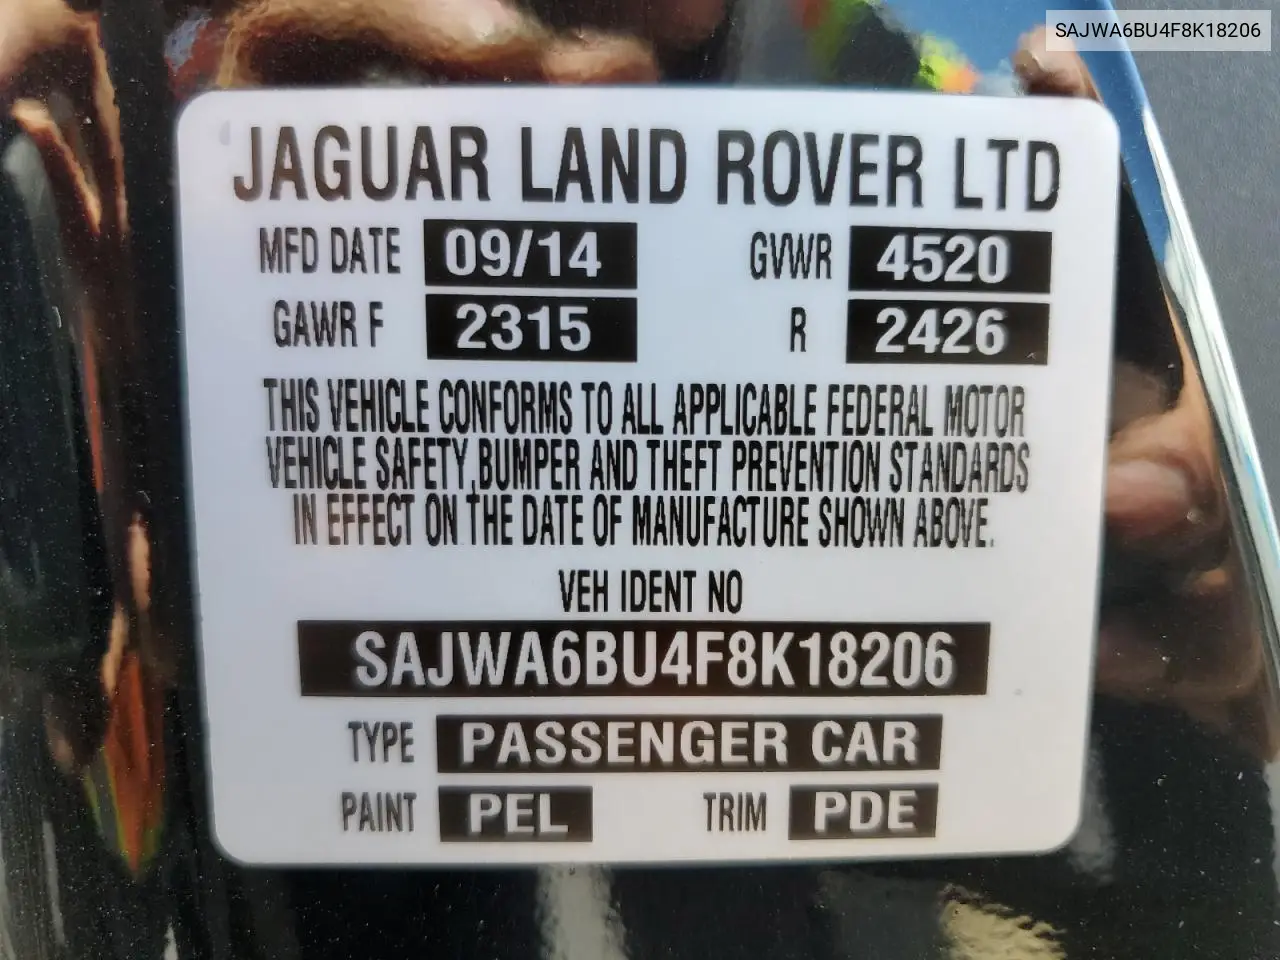 SAJWA6BU4F8K18206
JAGUAR LAND ROVER LTD
MFD DATE 09/14 GVWR 4520
GAWR F 2315 R 2426
THIS VEHICLE CONFORMS TO ALL APPLICABLE FEDERAL MOTOR
VEHICLE SAFETY,BUMPER AND THEFT PREVENTION STANDARDS
IN EFFECT ON THE DATE OF MANUFACTURE SHOWN ABOVE.
VEH IDENT NO
SAJWA6BU4F8K18206
TYPE PASSENGER CAR
PAINT PEL TRIM PDE